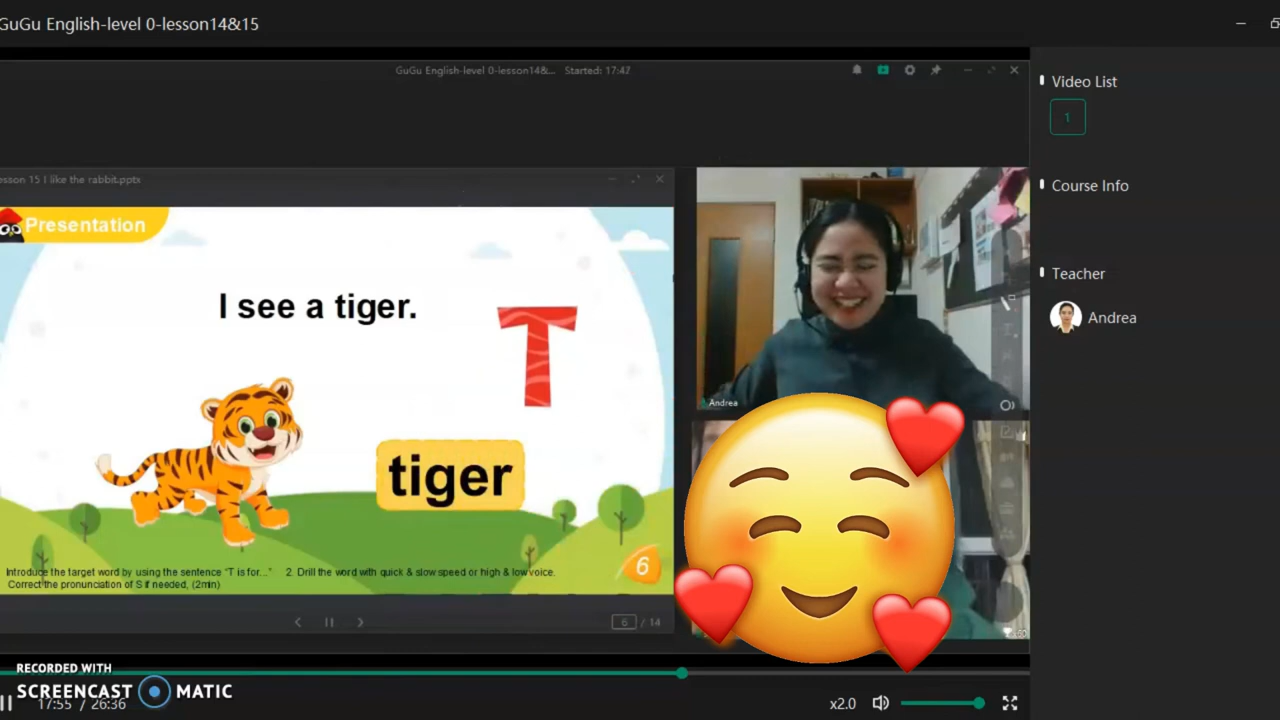 GuGu English-level 0-lesson14&15
GuGu English-level 0-lesson14&... Started: 17:47
Video List
1
Course Info
Teacher
Andrea
esson 15 I like the rabbit.pptx
Presentation
I see a tiger.
T
tiger
Introduce the target word by using the sentence “T is for...” 2. Drill the word with quick & slow speed or high & low voice.
Correct the pronunciation of S if needed, (2min)
6
6 / 14
Andrea
RECORDED WITH
SCREENCAST MATIC
17:55 / 26:36
x2.0